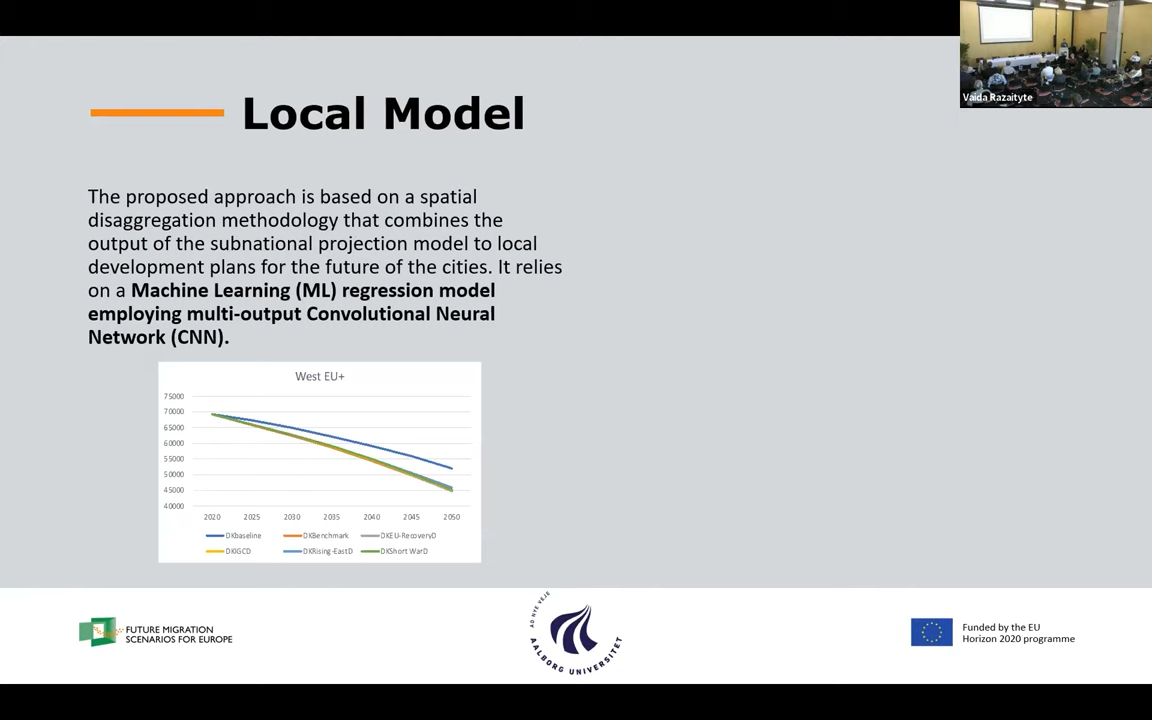 Vaida Razaityte
Local Model
The proposed approach is based on a spatial
disaggregation methodology that combines the
output of the subnational projection model to local
development plans for the future of the cities. It relies
on a Machine Learning (ML) regression model
employing multi-output Convolutional Neural
Network (CNN).
West EU+
75000
70000
65000
60000
55000
50000
45000
40000
2020 2025 2030 2035 2040 2045 2050
DKbaseline DKBenchmark DKEU-RecoveryD
DKIGCD DKRising-EastD DKShort WarD
FUTURE MIGRATION
SCENARIOS FOR EUROPE
AD NYE VEJE
AALBORG UNIVERSITET
Funded by the EU
Horizon 2020 programme